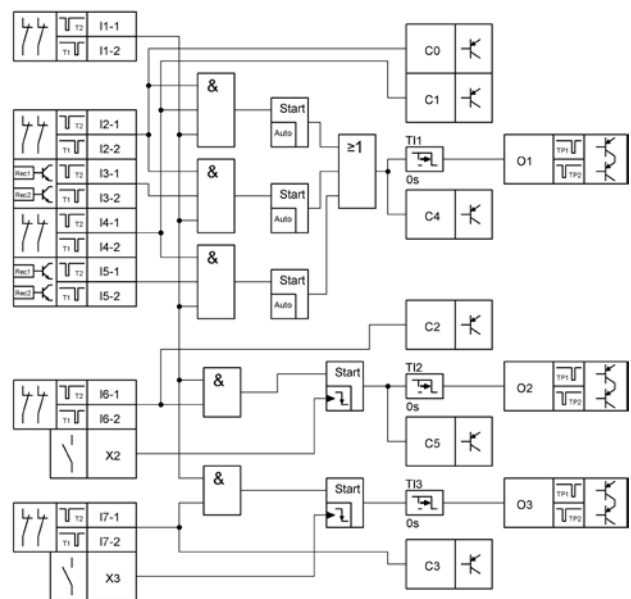 T2 I1-1
T1 I1-2
C0
C1
&
Start
Auto
T2 I2-1
T1 I2-2
Rec1 T2 I3-1
Rec2 T1 I3-2
T2 I4-1
T1 I4-2
Rec1 T2 I5-1
Rec2 T1 I5-2
&
Start
Auto
&
Start
Auto
≥1
TI1
0s
O1 TP1
TP2
C4
C2
T2 I6-1
T1 I6-2
X2
&
Start
TI2
0s
O2 TP1
TP2
C5
T2 I7-1
T1 I7-2
X3
&
Start
TI3
0s
O3 TP1
TP2
C3